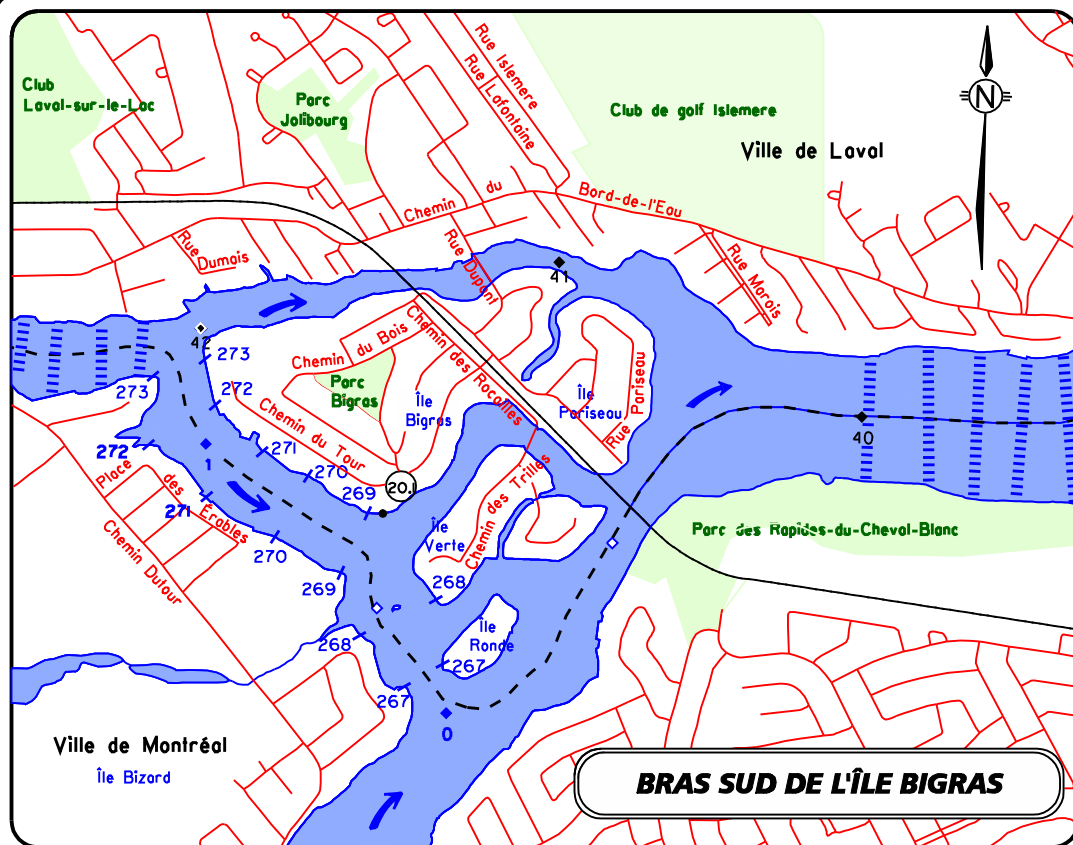 Club
Laval-sur-le-Lac
Parc
Jolibourg
Rue Islemere
Rue Lafontaine
Club de golf Islemere
N
Ville de Laval
Chemin du Bord-de-l'Eau
Rue Dumais
Rue Dupont
Rue Marois
41
42
273
272
271
270
269
273
272
271
270
269
268
267
268
267
1
0
40
20.1
Chemin du Bois
Chemin des Rocailles
Parc
Bigras
Île
Bigras
Île
Pariseau
Rue Pariseau
Chemin du Tour
Place des Érables
Chemin Dutour
Île
Verte
Chemin des Trilles
Île
Ronde
P
Parc des Rapides-du-Cheval-Blanc
Ville de Montréal
Île Bizard
BRAS SUD DE L'ÎLE BIGRAS